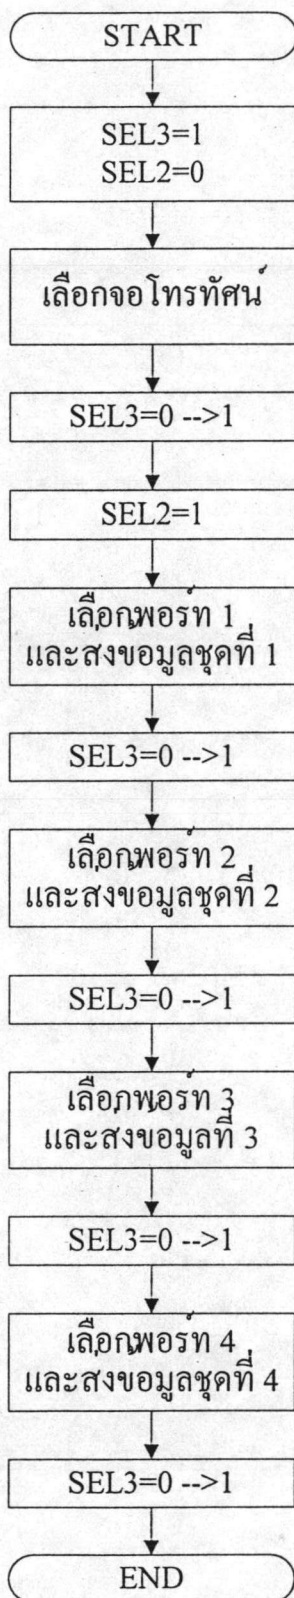 START
SEL3=1
SEL2=0
เลือกจอโทรทัศน์
SEL3=0 -->1
SEL2=1
เลือกพอร์ท 1
และส่งข้อมูลชุดที่ 1
SEL3=0 -->1
เลือกพอร์ท 2
และส่งข้อมูลชุดที่ 2
SEL3=0 -->1
เลือกพอร์ท 3
และส่งข้อมูลที่ 3
SEL3=0 -->1
เลือกพอร์ท 4
และส่งข้อมูลชุดที่ 4
SEL3=0 -->1
END